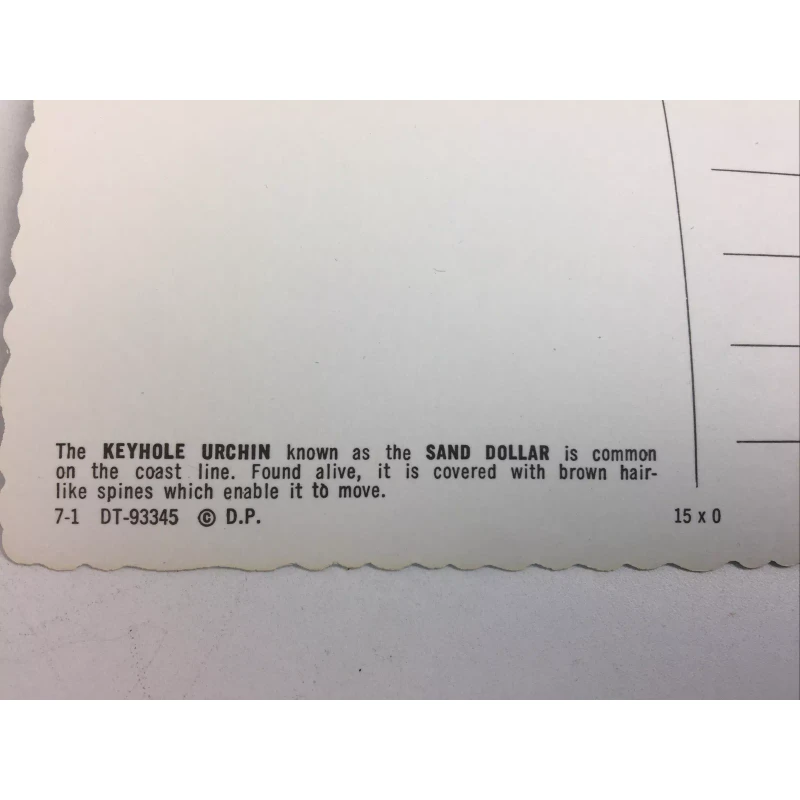 The KEYHOLE URCHIN known as the SAND DOLLAR is common
on the coast line. Found alive, it is covered with brown hair-
like spines which enable it to move.
7-1 DT-93345 © D.P.
15 x 0